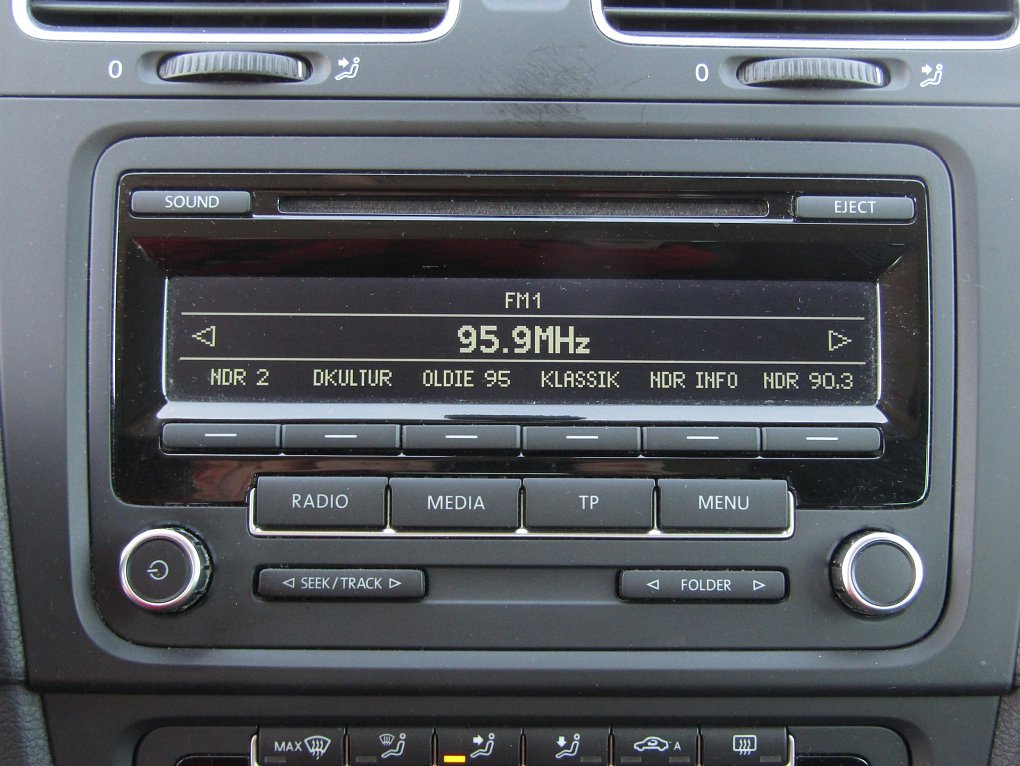 0 0
SOUND EJECT
FM1
95.9MHz
NDR 2 DKULTUR OLDIE 95 KLASSIK NDR INFO NDR 90.3
RADIO MEDIA TP MENU
SEEK/TRACK FOLDER
MAX A